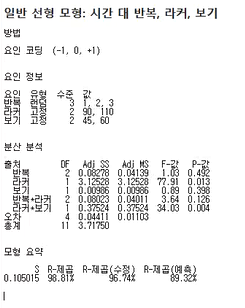 일반 선형 모형: 시간 대 반복, 라커, 보기
방법
요인 코딩 (-1, 0, +1)
요인 정보
요인 유형 수준 값
반복 랜덤 3 1, 2, 3
라커 고정 2 90, 110
보기 고정 2 45, 60
분산 분석
출처 DF Adj SS Adj MS F-값 P-값
반복 2 0.08278 0.04139 1.03 0.492
라커 1 3.12528 3.12528 77.91 0.013
보기 1 0.00986 0.00986 0.89 0.398
반복*라커 2 0.08023 0.04011 3.64 0.126
라커*보기 1 0.37524 0.37524 34.03 0.004
오차 4 0.04411 0.01103
총계 11 3.71750
모형 요약
S R-제곱 R-제곱(수정) R-제곱(예측)
0.105015 98.81% 96.74% 89.32%